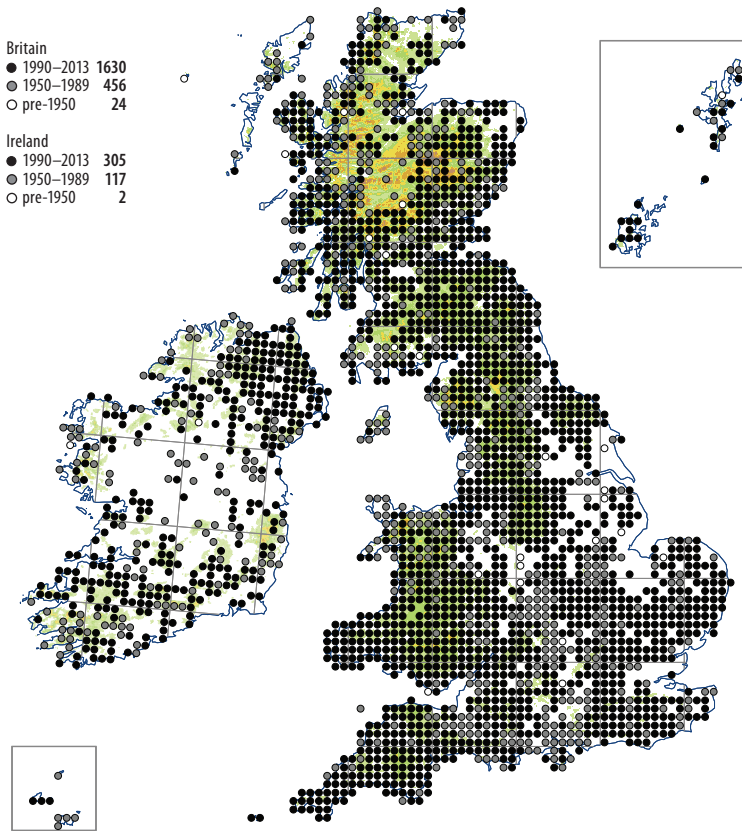 Britain
1990–2013 1630
1950–1989 456
pre-1950 24
Ireland
1990–2013 305
1950–1989 117
pre-1950 2